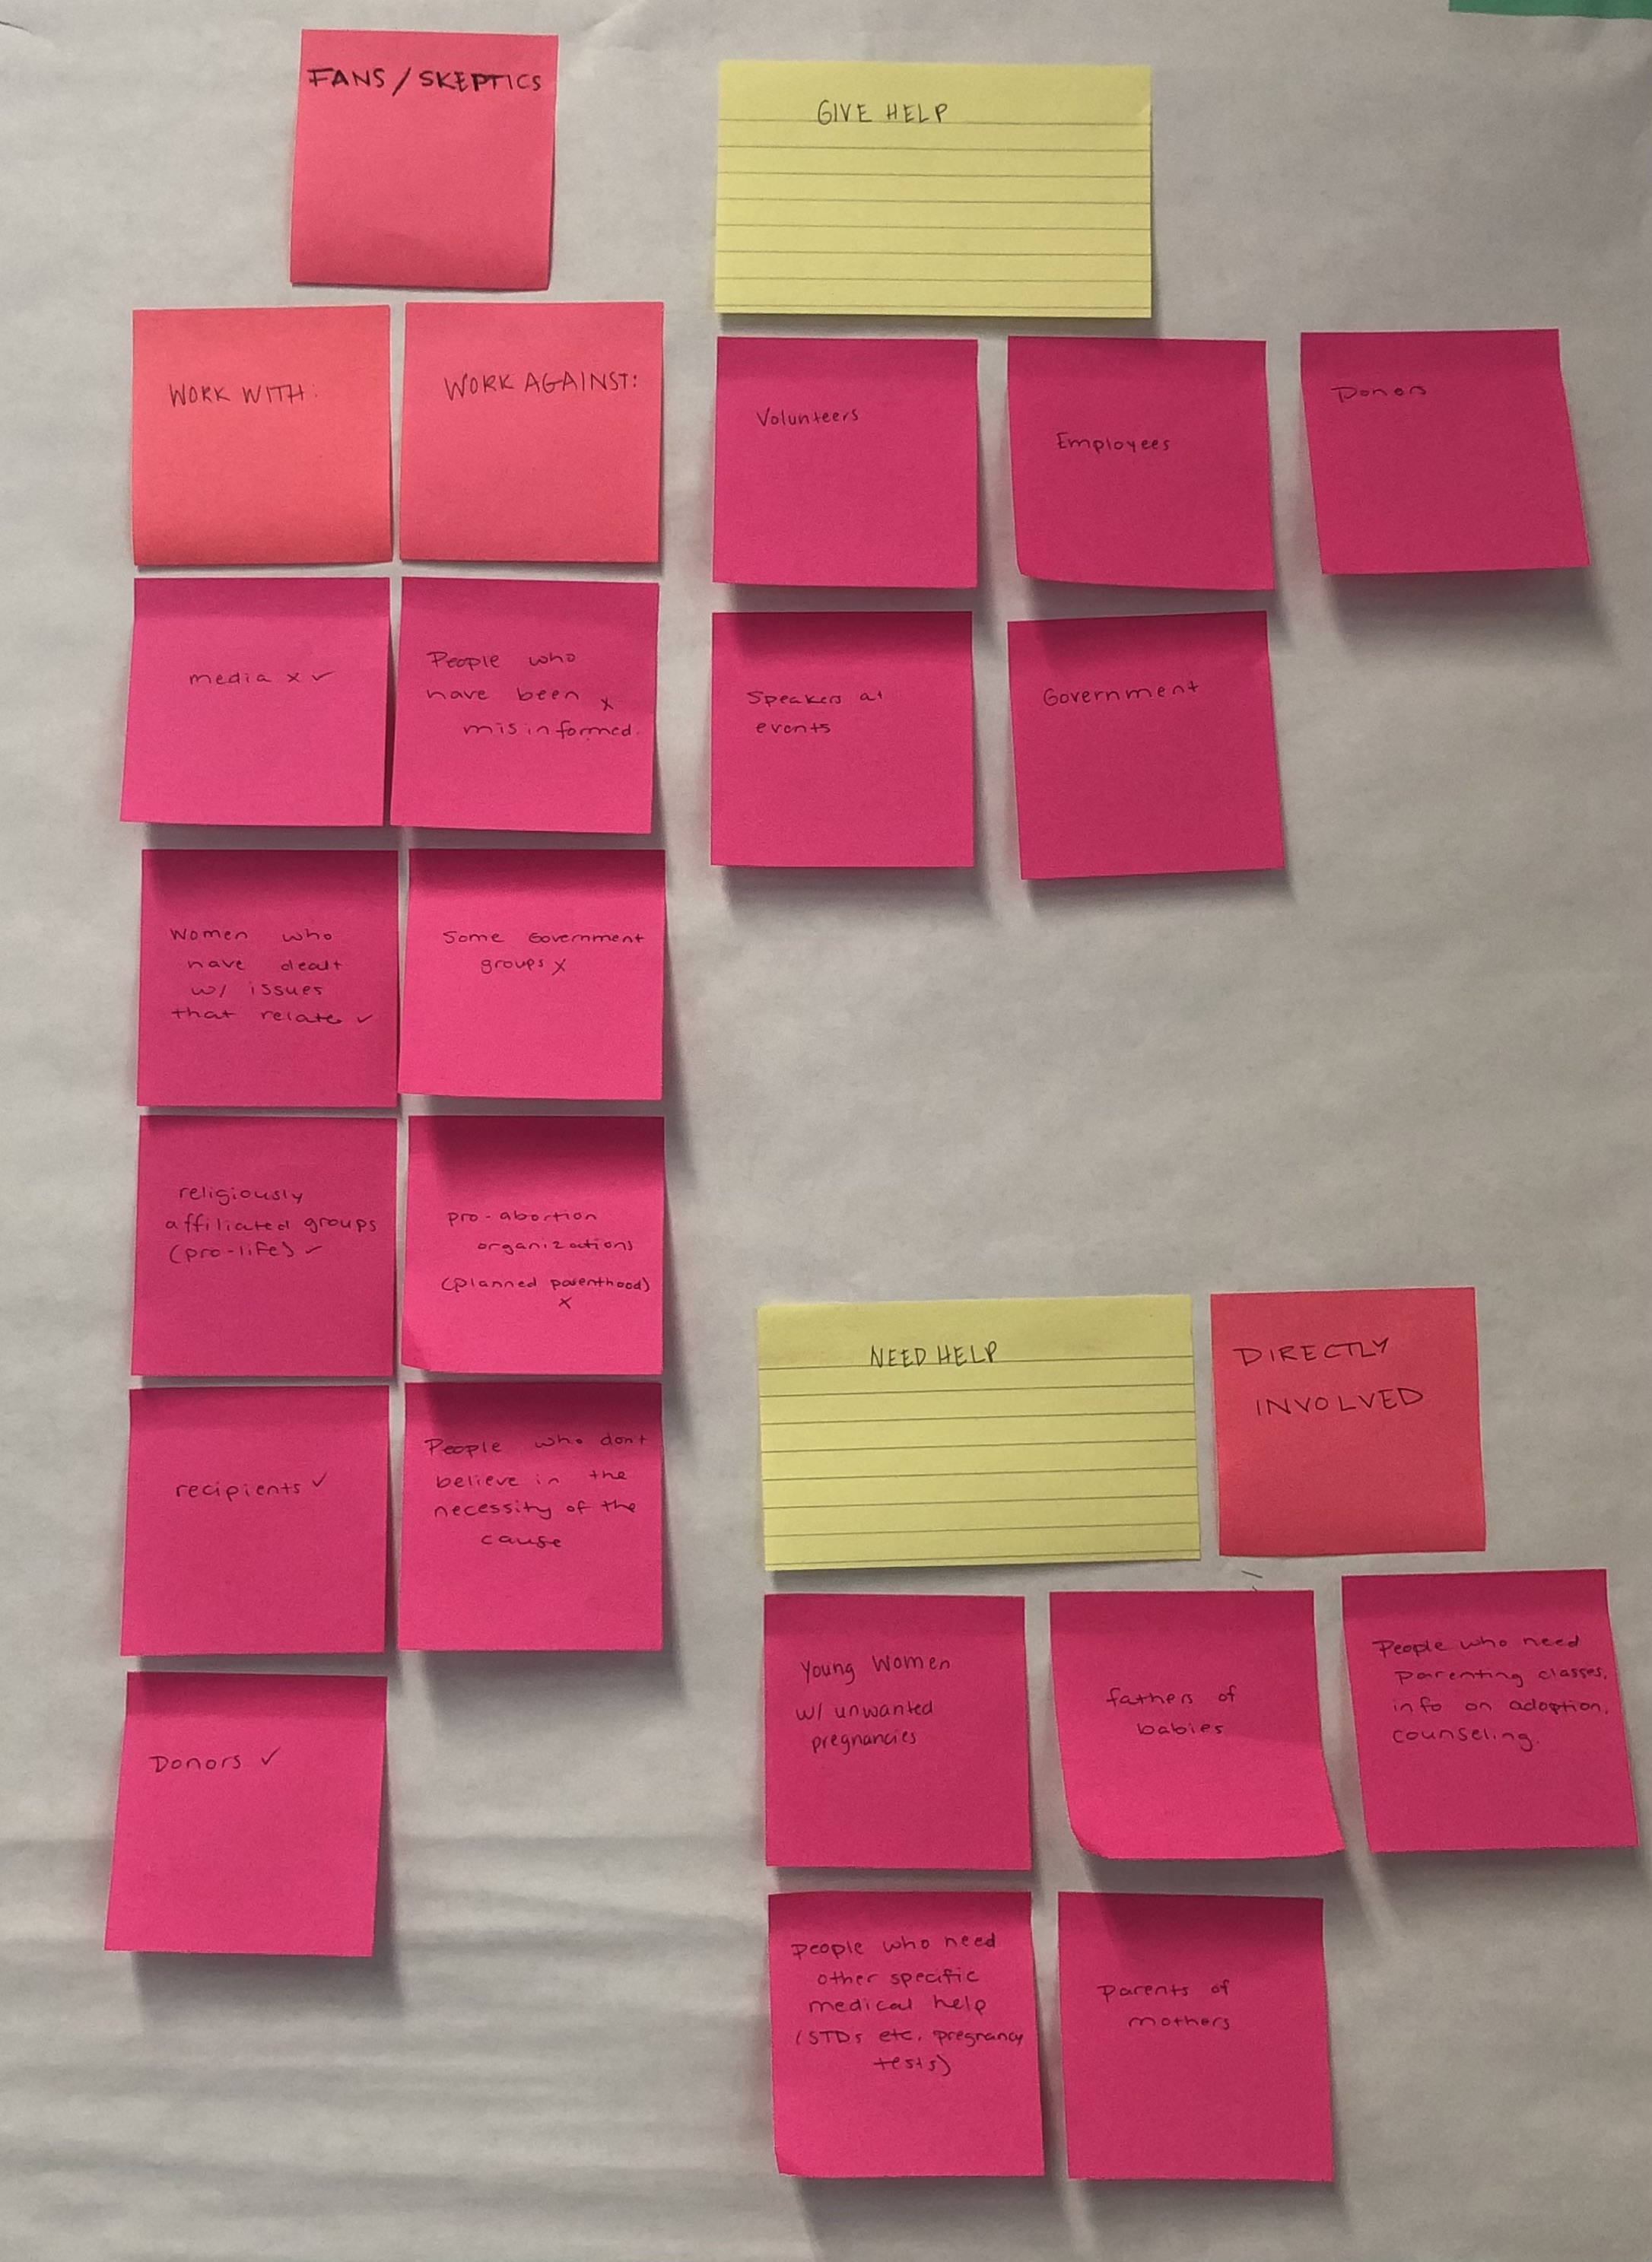 FANS/SKEPTICS
WORK WITH:
WORK AGAINST:
media x ✓
People who
have been x
misinformed.
Women who
have dealt
w/ issues
that relate ✓
Some Government
groups x
religiously
affiliated groups
(pro-life) ✓
pro-abortion
organizations
(planned parenthood)
x
recipients ✓
People who don't
believe in the
necessity of the
cause
Donors ✓
GIVE HELP
Volunteers
Employees
Donors
Speakers at
events
Government
NEED HELP
DIRECTLY
INVOLVED
Young Women
w/ unwanted
pregnancies
fathers of
babies
People who need
parenting classes,
info on adoption,
counseling.
people who need
other specific
medical help
(STDs etc. pregnancy
tests)
parents of
mothers